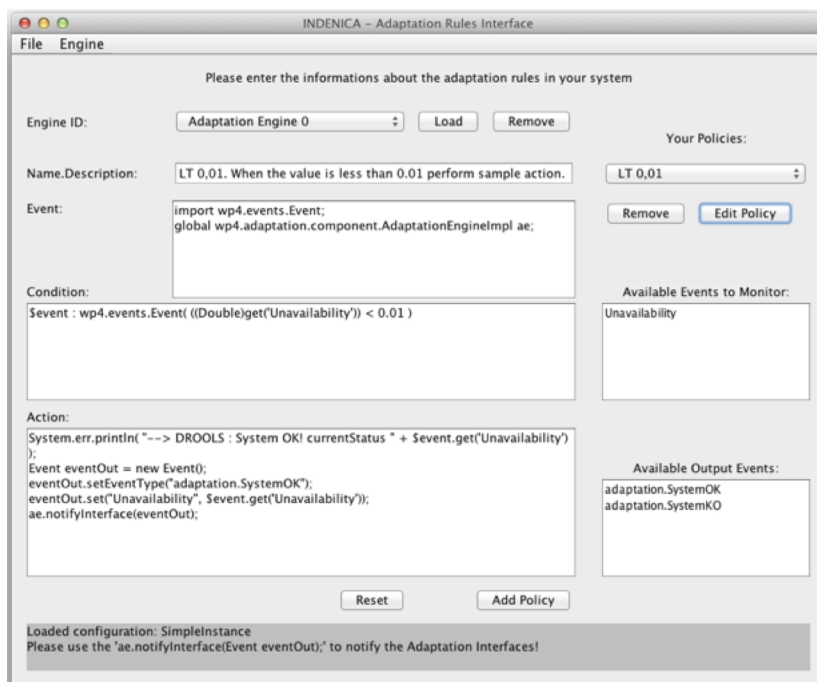 INDENICA – Adaptation Rules Interface
File Engine
Please enter the informations about the adaptation rules in your system
Engine ID:
Adaptation Engine 0
Load
Remove
Your Policies:
Name.Description:
LT 0,01. When the value is less than 0.01 perform sample action.
LT 0,01
Event:
import wp4.events.Event;
global wp4.adaptation.component.AdaptationEngineImpl ae;
Remove
Edit Policy
Condition:
$event : wp4.events.Event( ((Double)get('Unavailability')) < 0.01 )
Available Events to Monitor:
Unavailability
Action:
System.err.println( "--> DROOLS : System OK! currentStatus " + $event.get('Unavailability')
);
Event eventOut = new Event();
eventOut.setEventType("adaptation.SystemOK");
eventOut.set("Unavailability", $event.get('Unavailability'));
ae.notifyInterface(eventOut);
Available Output Events:
adaptation.SystemOK
adaptation.SystemKO
Reset
Add Policy
Loaded configuration: SimpleInstance
Please use the 'ae.notifyInterface(Event eventOut);' to notify the Adaptation Interfaces!